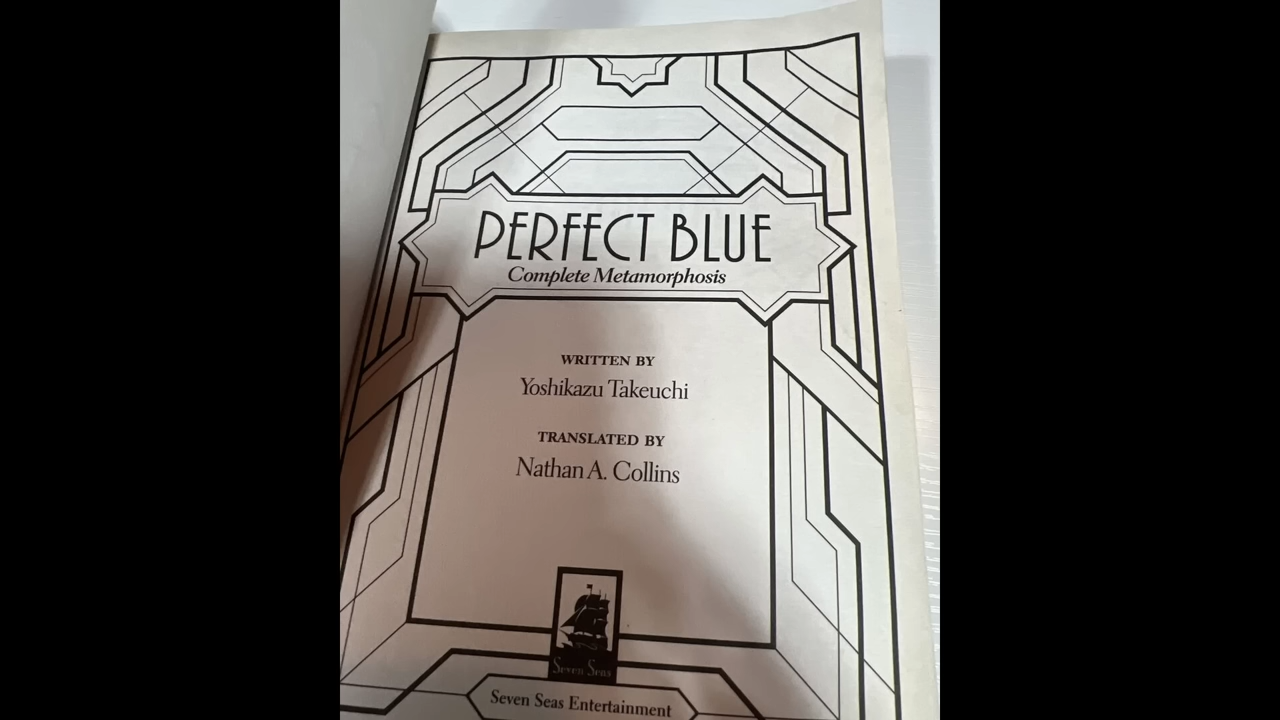 PERFECT BLUE
Complete Metamorphosis
WRITTEN BY
Yoshikazu Takeuchi
TRANSLATED BY
Nathan A. Collins
Seven Seas
Seven Seas Entertainment